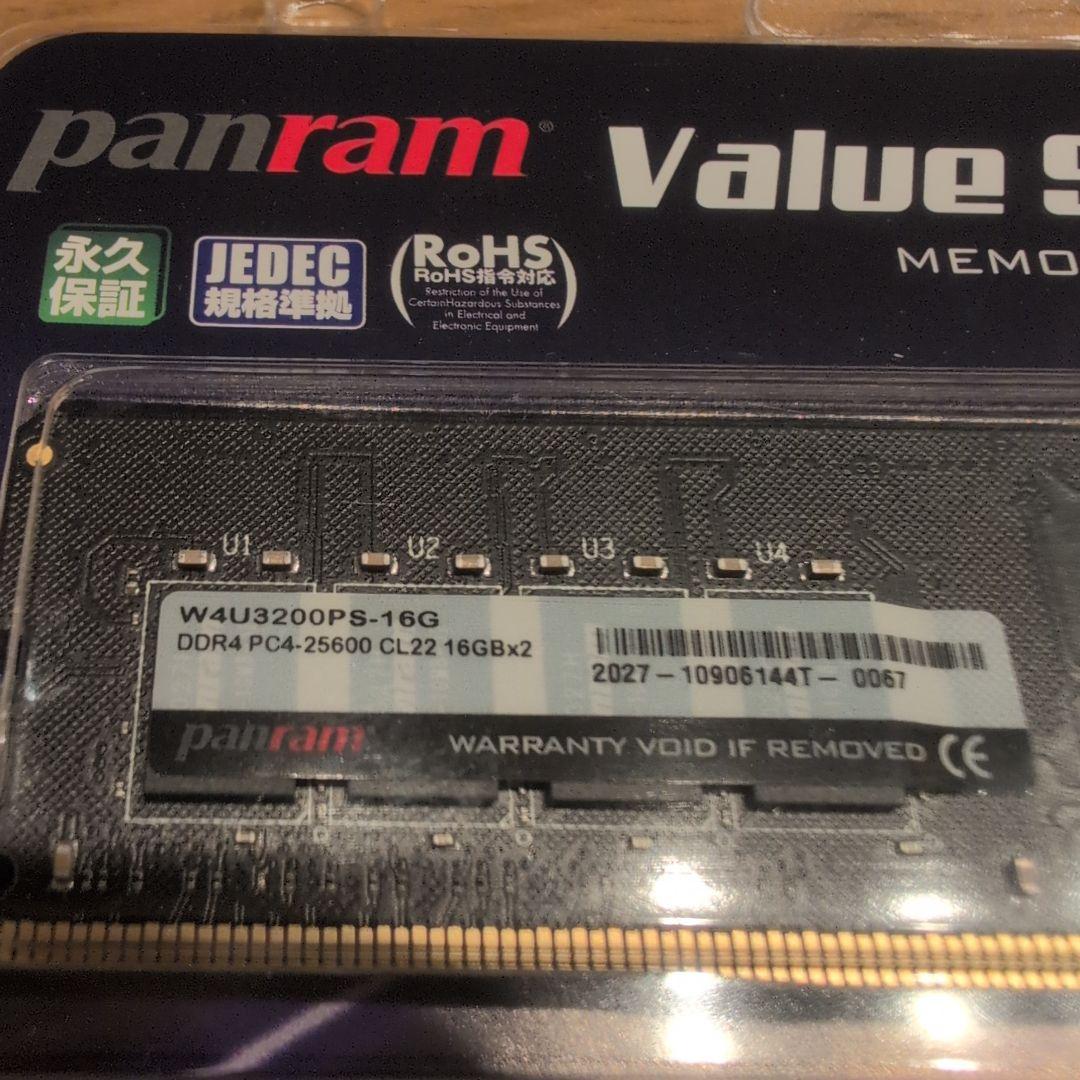 panram®
Value S
MEMO
永久
保証
JEDEC
規格準拠
RoHS
RoHS指令対応
Restriction of the Use of
CertainHazardous Substances
in Electrical and
Electronic Equipment
U1 U2 U3 U4
W4U3200PS-16G
DDR4 PC4-25600 CL22 16GBx2
2027-10906144T- 0067
panram
WARRANTY VOID IF REMOVED CE